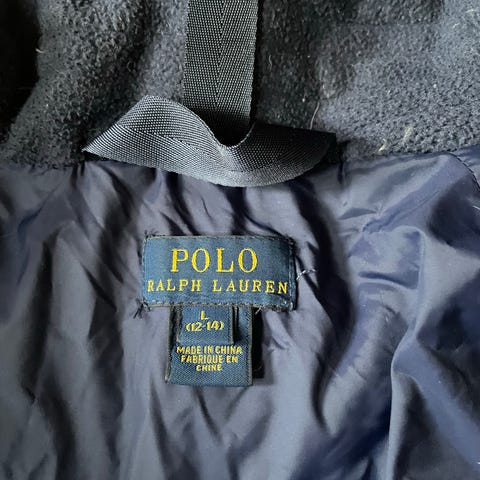 POLO
RALPH LAUREN
L
(12-14)
MADE IN CHINA
FABRIQUE EN
CHINE